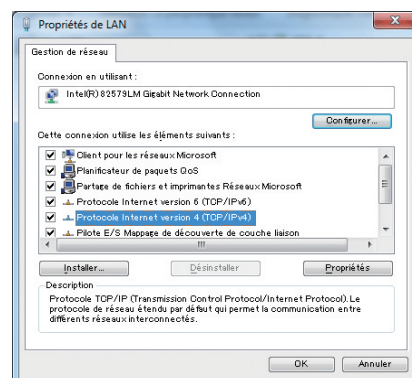 Propriétés de LAN
Gestion de réseau
Connexion en utilisant :
Intel(R) 82579LM Gigabit Network Connection
Configurer...
Cette connexion utilise les éléments suivants :
Client pour les réseaux Microsoft
Planificateur de paquets QoS
Partage de fichiers et imprimantes Réseaux Microsoft
Protocole Internet version 6 (TCP/IPv6)
Protocole Internet version 4 (TCP/IPv4)
Pilote E/S Mappage de découverte de couche liaison
Installer...
Désinstaller
Propriétés
Description
Protocole TCP/IP (Transmission Control Protocol/Internet Protocol). Le
protocole de réseau étendu par défaut qui permet la communication entre
différents réseaux interconnectés.
OK
Annuler